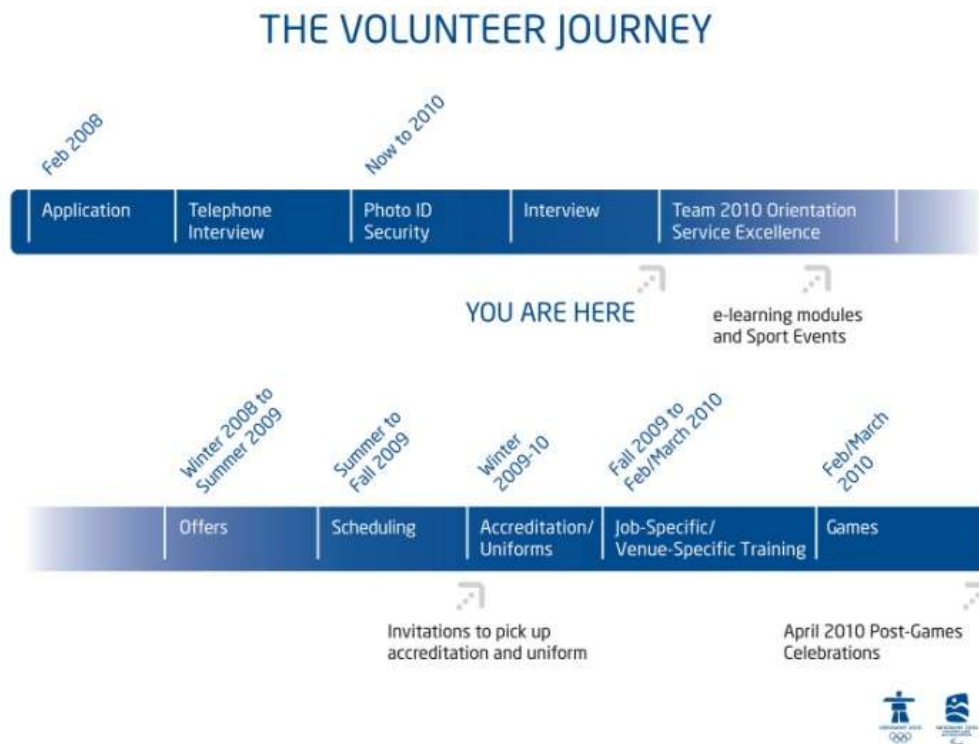 THE VOLUNTEER JOURNEY
Feb 2008
Now to 2010
Application
Telephone
Interview
Photo ID
Security
Interview
Team 2010 Orientation
Service Excellence
YOU ARE HERE
e-learning modules
and Sport Events
Winter 2008 to
Summer 2009
Summer to
Fall 2009
Winter
2009-10
Fall 2009 to
Feb/March 2010
Feb/March
2010
Offers
Scheduling
Accreditation/
Uniforms
Job-Specific/
Venue-Specific Training
Games
Invitations to pick up
accreditation and uniform
April 2010 Post-Games
Celebrations